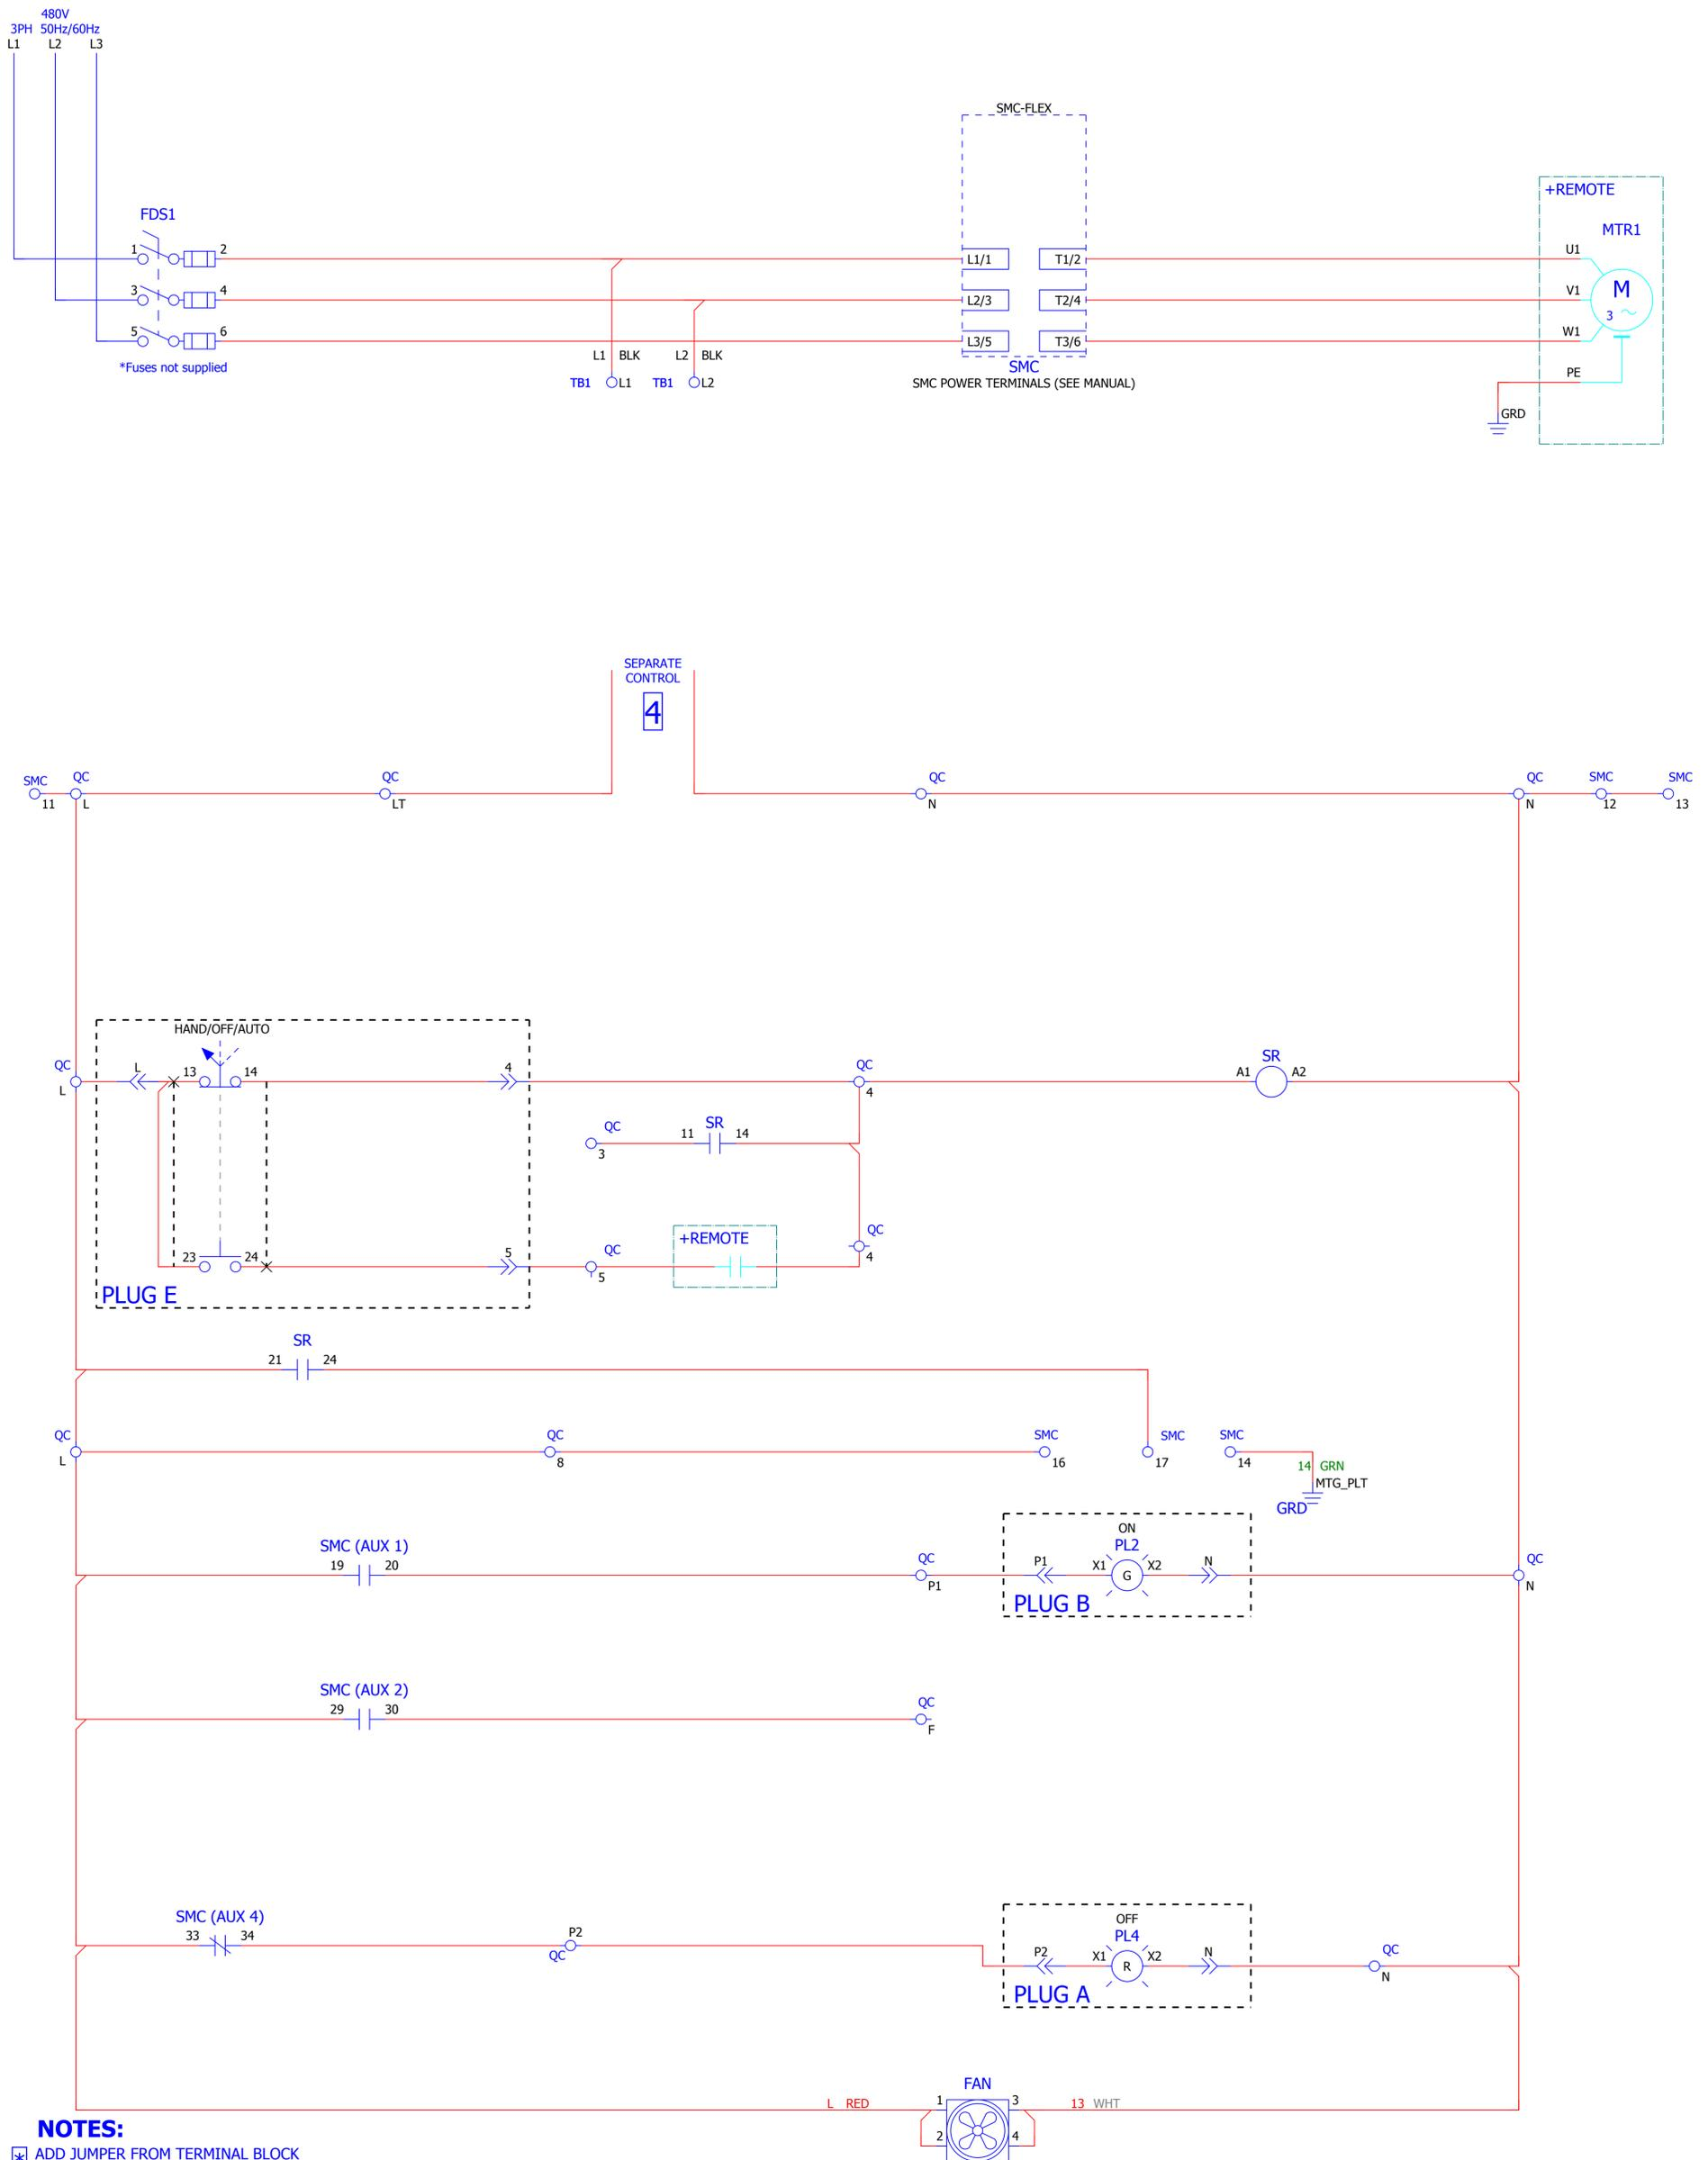 480V
3PH 50Hz/60Hz
L1 L2 L3
SMC-FLEX
+REMOTE
FDS1
MTR1
1 2 L1/1 T1/2 U1
3 4 L2/3 T2/4 V1 M
3
5 6 L3/5 T3/6 W1
L1 BLK L2 BLK
*Fuses not supplied
SMC
PE
TB1 L1 TB1 L2
SMC POWER TERMINALS (SEE MANUAL)
GRD
SEPARATE
CONTROL
4
SMC QC QC QC QC SMC SMC
11 L LT N N 12 13
HAND/OFF/AUTO
QC L 13 14 4 QC A1 SR A2
L 4
QC 11 SR 14
3
+REMOTE QC
23 24 5 QC 4
5
PLUG E
SR
21 24
QC QC SMC SMC SMC
L 8 16 17 14
14 GRN
MTG_PLT
GRD
ON
SMC (AUX 1) PL2
19 20 QC P1 X1 G X2 N QC
P1 N
PLUG B
SMC (AUX 2)
29 30 QC
F
SMC (AUX 4) OFF
33 34 P2 PL4
QC P2 X1 R X2 N QC
N
PLUG A
FAN
L RED 1 3 13 WHT
2 4
NOTES:
* ADD JUMPER FROM TERMINAL BLOCK